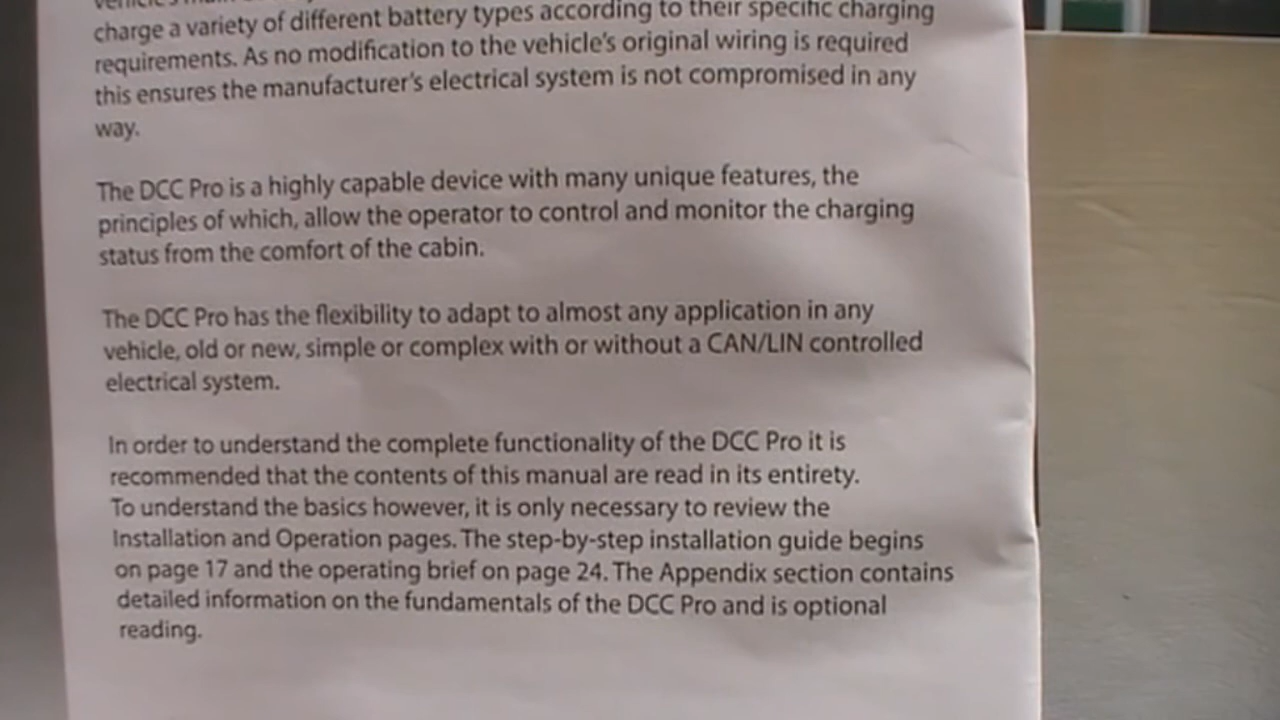 charge a variety of different battery types according to their specific charging
requirements. As no modification to the vehicle's original wiring is required
this ensures the manufacturer's electrical system is not compromised in any
way.
The DCC Pro is a highly capable device with many unique features, the
principles of which, allow the operator to control and monitor the charging
status from the comfort of the cabin.
The DCC Pro has the flexibility to adapt to almost any application in any
vehicle, old or new, simple or complex with or without a CAN/LIN controlled
electrical system.
In order to understand the complete functionality of the DCC Pro it is
recommended that the contents of this manual are read in its entirety.
To understand the basics however, it is only necessary to review the
Installation and Operation pages. The step-by-step installation guide begins
on page 17 and the operating brief on page 24. The Appendix section contains
detailed information on the fundamentals of the DCC Pro and is optional
reading.